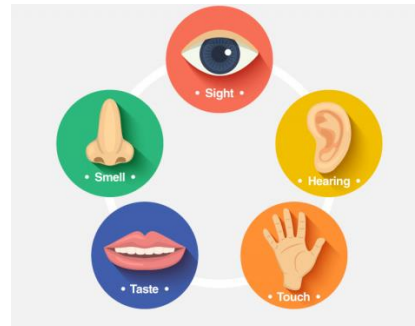 • Sight •
• Smell •
• Hearing •
• Taste •
• Touch •